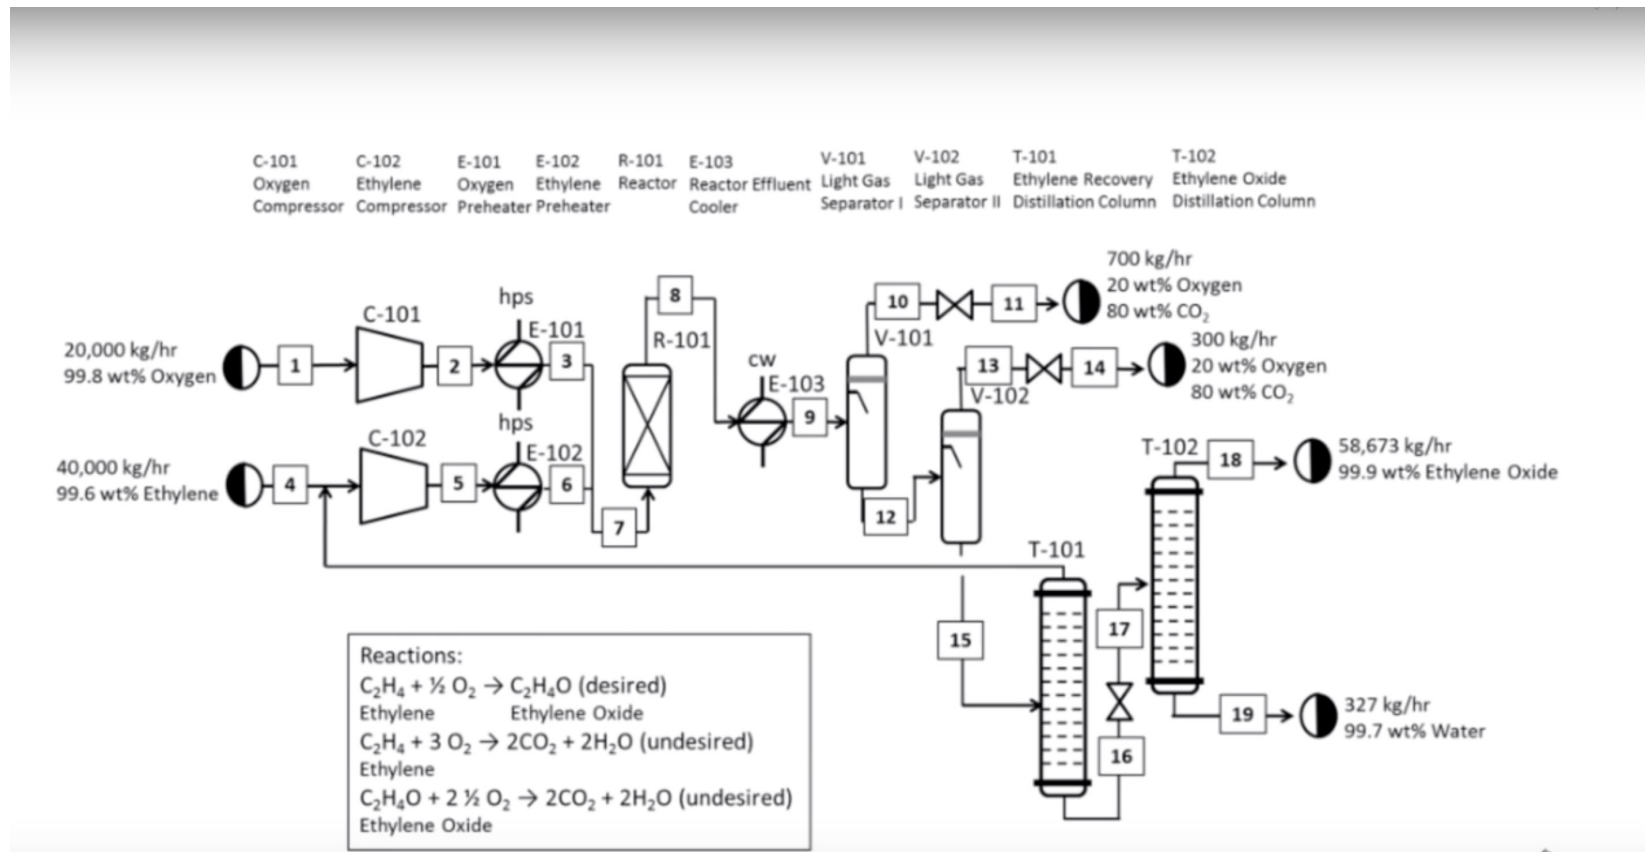 C-101
Oxygen
Compressor
C-102
Ethylene
Compressor
E-101
Oxygen
Preheater
E-102
Ethylene
Preheater
R-101
Reactor
E-103
Reactor Effluent
Cooler
V-101
Light Gas
Separator I
V-102
Light Gas
Separator II
T-101
Ethylene Recovery
Distillation Column
T-102
Ethylene Oxide
Distillation Column
20,000 kg/hr
99.8 wt% Oxygen
1
C-101
2
hps
E-101
3
40,000 kg/hr
99.6 wt% Ethylene
4
C-102
5
hps
E-102
6
7
8
R-101
cw
E-103
9
10
11
V-101
700 kg/hr
20 wt% Oxygen
80 wt% CO₂
12
13
14
V-102
300 kg/hr
20 wt% Oxygen
80 wt% CO₂
15
T-101
16
17
T-102
18
58,673 kg/hr
99.9 wt% Ethylene Oxide
19
327 kg/hr
99.7 wt% Water
Reactions:
C₂H₄ + ½ O₂ → C₂H₄O (desired)
Ethylene Ethylene Oxide
C₂H₄ + 3 O₂ → 2CO₂ + 2H₂O (undesired)
Ethylene
C₂H₄O + 2 ½ O₂ → 2CO₂ + 2H₂O (undesired)
Ethylene Oxide